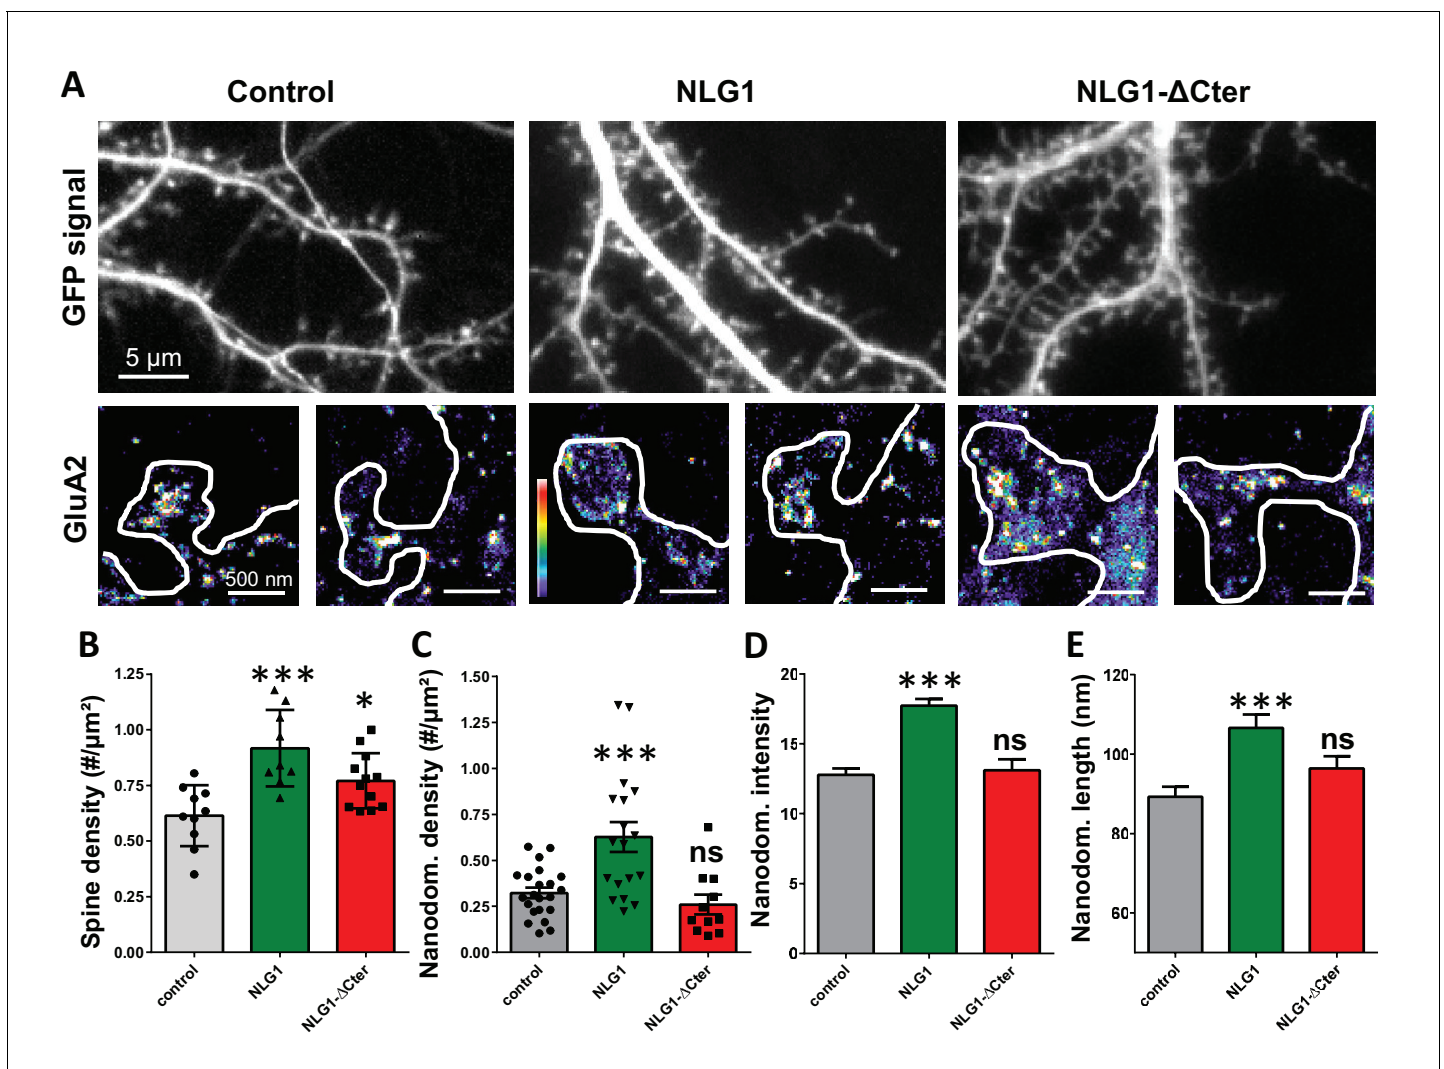 A
Control
NLG1
NLG1-ΔCter
GFP signal
5 µm
GluA2
500 nm
B
Spine density (#/µm²)
1.25
1.00
0.75
0.50
0.25
0.00
***
*
control
NLG1
NLG1-ΔCter
C
Nanodom. density (#/µm²)
1.50
1.25
1.00
0.75
0.50
0.25
0.00
***
ns
control
NLG1
NLG1-ΔCter
D
Nanodom. intensity
20
15
10
5
0
***
ns
control
NLG1
NLG1-ΔCter
E
Nanodom. length (nm)
120
100
80
60
***
ns
control
NLG1
NLG1-ΔCter